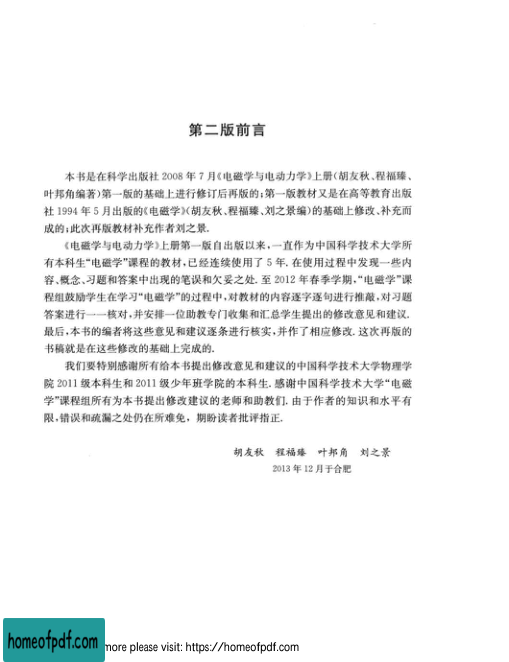 第二版前言
本书是在科学出版社 2008 年 7 月《电磁学与电动力学》上册(胡友秋、程福臻、
叶邦角编著)第一版的基础上进行修订后再版的;第一版教材又是在高等教育出版
社 1994 年 5 月出版的《电磁学》(胡友秋、程福臻、刘之景编)的基础上修改、补充而
成的;此次再版教材补充作者刘之景.
《电磁学与电动力学》上册第一版自出版以来,一直作为中国科学技术大学所
有本科生“电磁学”课程的教材,已经连续使用了 5 年. 在使用过程中发现一些内
容、概念、习题和答案中出现的笔误和欠妥之处. 至 2012 年春季学期,“电磁学”课
程组鼓励学生在学习“电磁学”的过程中,对教材的内容逐字逐句进行推敲,对习题
答案进行一一核对,并安排一位助教专门收集和汇总学生提出的修改意见和建议.
最后,本书的编者将这些意见和建议逐条进行核实,并作了相应修改. 这次再版的
书稿就是在这些修改的基础上完成的.
我们要特别感谢所有给本书提出修改意见和建议的中国科学技术大学物理学
院 2011 级本科生和 2011 级少年班学院的本科生. 感谢中国科学技术大学“电磁
学”课程组所有为本书提出修改建议的老师和助教们. 由于作者的知识和水平有
限,错误和疏漏之处仍在所难免，期盼读者批评指正.
胡友秋 程福臻 叶邦角 刘之景
2013 年 12 月于合肥
homeofpdf.com more please visit: https://homeofpdf.com